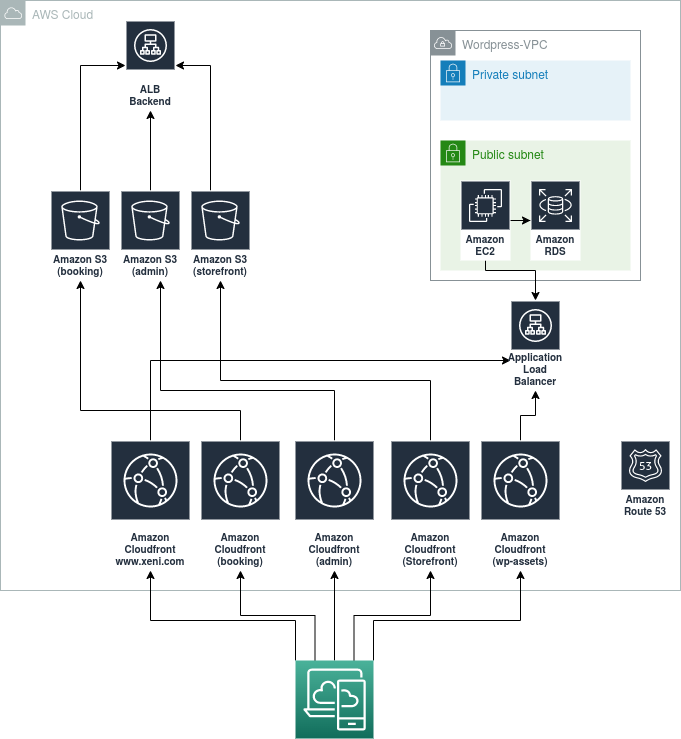 AWS Cloud
ALB
Backend
Wordpress-VPC
Private subnet
Public subnet
Amazon
EC2
Amazon
RDS
Amazon S3
(booking)
Amazon S3
(admin)
Amazon S3
(storefront)
Application
Load
Balancer
53
Amazon
Route 53
Amazon
Cloudfront
www.xeni.com
Amazon
Cloudfront
(booking)
Amazon
Cloudfront
(admin)
Amazon
Cloudfront
(Storefront)
Amazon
Cloudfront
(wp-assets)